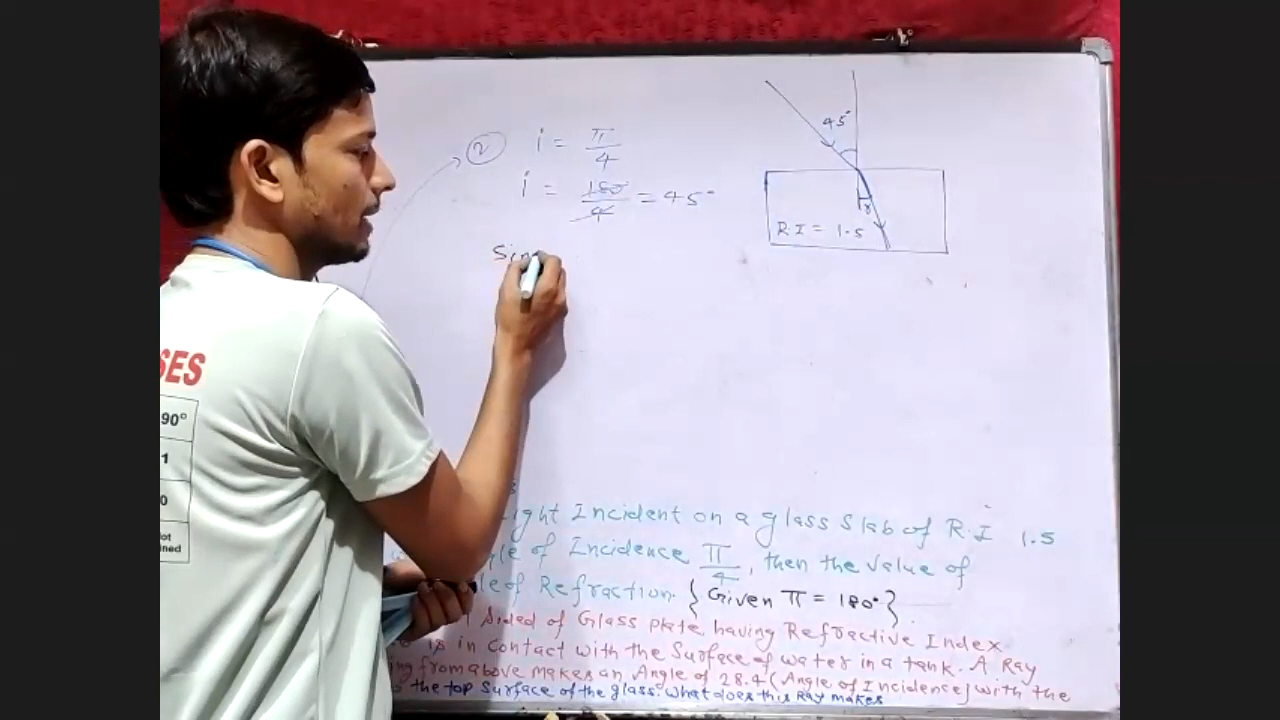 2 i = π/4
i = 180/4 = 45°
Sin
45°
r
R.I = 1.5
Light Incident on a glass Slab of R.I 1.5
of Incidence π/4, then the value of
of Refraction. {Given π = 180°}.
Sided of Glass plate having Refractive Index
is in Contact with the Surface of water in a tank. A Ray
from above makes an Angle of 28.4 (Angle of Incidence) with the
the top Surface of the glass. What does this Ray makes
SES
90°
1
0